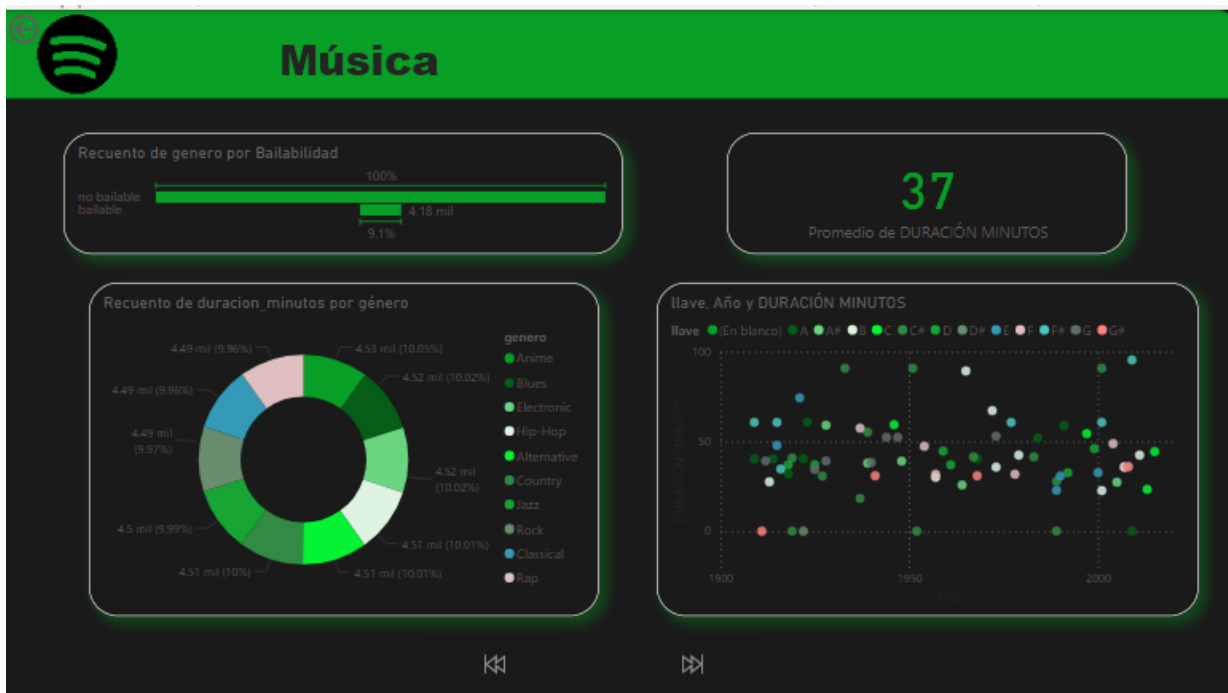 Música
Recuento de genero por Bailabilidad
100%
no bailable
bailable
4.18 mil
9.1%
37
Promedio de DURACIÓN MINUTOS
Recuento de duracion_minutos por género
4.49 mil (9.96%)
4.53 mil (10.05%)
4.49 mil (9.96%)
4.52 mil (10.02%)
4.49 mil
(9.97%)
4.52 mil
(10.02%)
4.5 mil (9.99%)
4.51 mil (10.01%)
4.51 mil (10%)
4.51 mil (10.01%)
genero
Anime
Blues
Electronic
Hip-Hop
Alternative
Country
Jazz
Rock
Classical
Rap
llave, Año y DURACIÓN MINUTOS
llave (En blanco) A A# B C C# D D# E F F# G G#
100
50
0
DURACIÓN MINUTOS
1900 1950 2000
Año